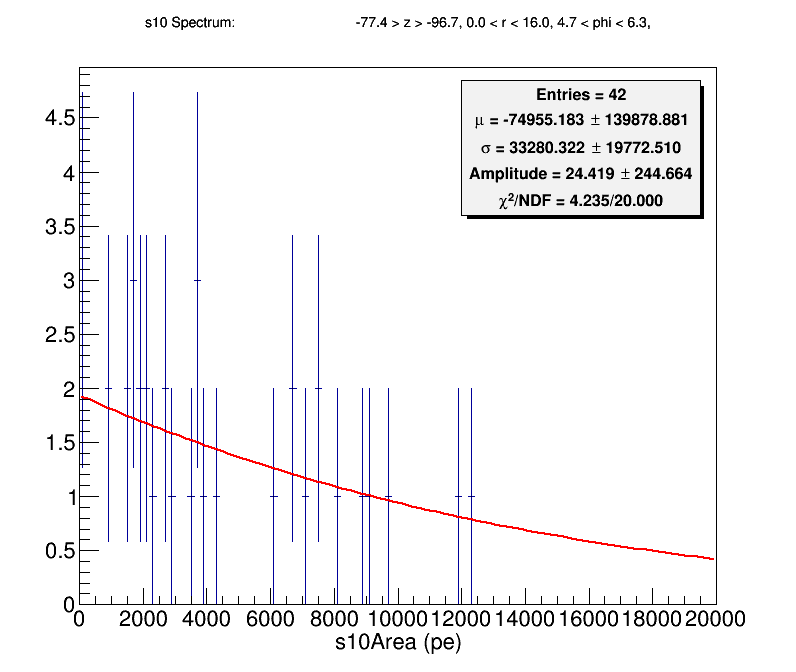 s10 Spectrum: -77.4 > z > -96.7, 0.0 < r < 16.0, 4.7 < phi < 6.3,
Entries = 42
μ = -74955.183 ± 139878.881
σ = 33280.322 ± 19772.510
Amplitude = 24.419 ± 244.664
χ²/NDF = 4.235/20.000
4.5
4
3.5
3
2.5
2
1.5
1
0.5
0
0 2000 4000 6000 8000 10000 12000 14000 16000 18000 20000
s10Area (pe)